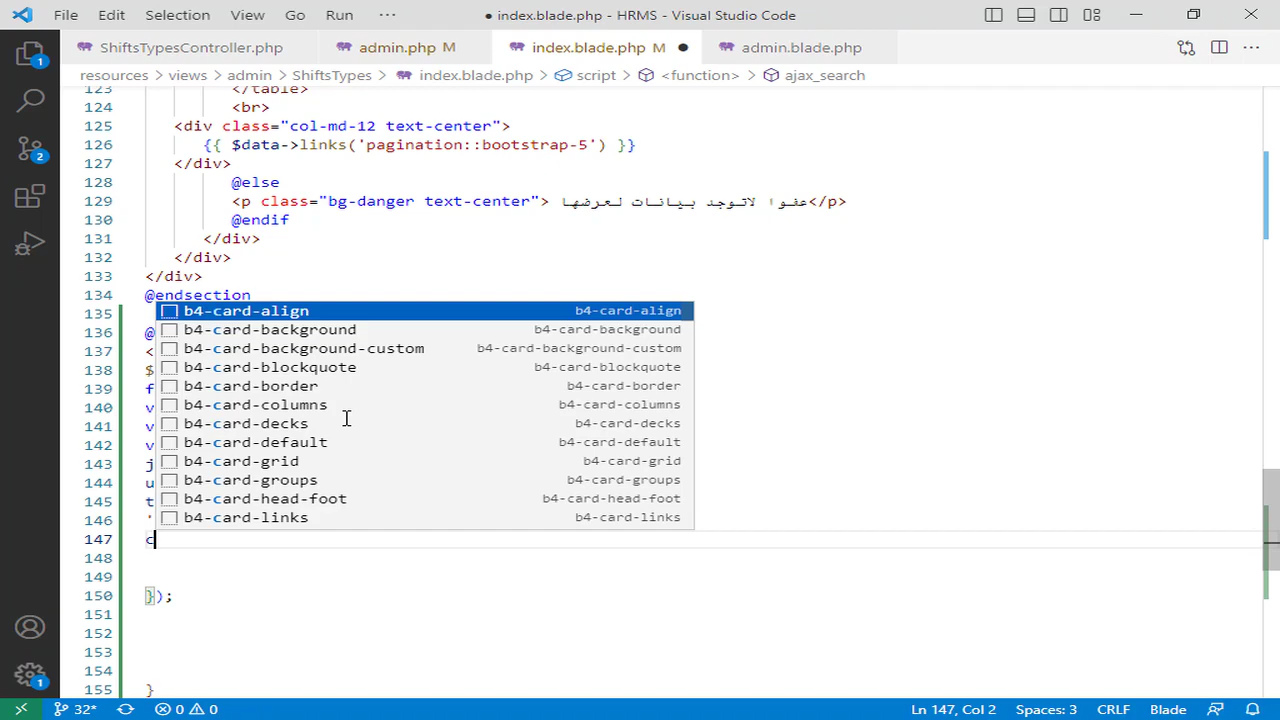 File Edit Selection View Go Run ··· ● index.blade.php - HRMS - Visual Studio Code
ShiftsTypesController.php admin.php M index.blade.php M ● admin.blade.php
resources > views > admin > ShiftsTypes > index.blade.php > script > <function> > ajax_search
123 </table>
124 <br>
125 <div class="col-md-12 text-center">
126 {{ $data->links('pagination::bootstrap-5') }}
127 </div>
128 @else
129 <p class="bg-danger text-center"> عفوا لاتوجد بيانات لعرضها</p>
130 @endif
131 </div>
132 </div>
133 </div>
134 @endsection
135 b4-card-align b4-card-align
136 @ b4-card-background b4-card-background
137 < b4-card-background-custom b4-card-background-custom
138 $ b4-card-blockquote b4-card-blockquote
139 f b4-card-border b4-card-border
140 v b4-card-columns b4-card-columns
141 v b4-card-decks b4-card-decks
142 v b4-card-default b4-card-default
143 j b4-card-grid b4-card-grid
144 u b4-card-groups b4-card-groups
145 t b4-card-head-foot b4-card-head-foot
146 ' b4-card-links b4-card-links
147 c
148
149
150 });
151
152
153
154
155 }
1
2
1
32* 0 0 Ln 147, Col 2 Spaces: 3 CRLF Blade